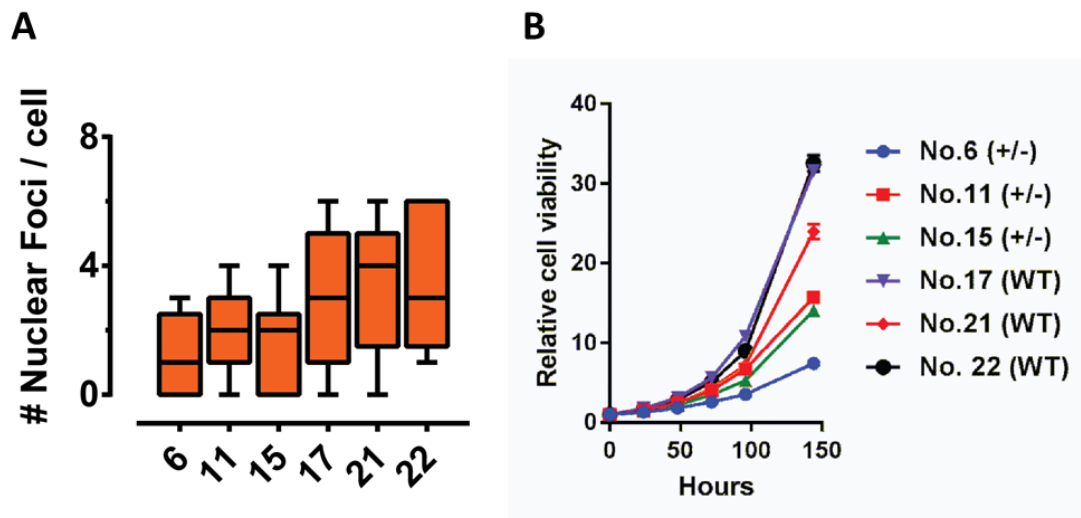 A
# Nuclear Foci / cell
8
4
0
6
11
15
17
21
22
B
Relative cell viability
40
30
20
10
0
0
50
100
150
Hours
No.6 (+/-)
No.11 (+/-)
No.15 (+/-)
No.17 (WT)
No.21 (WT)
No. 22 (WT)